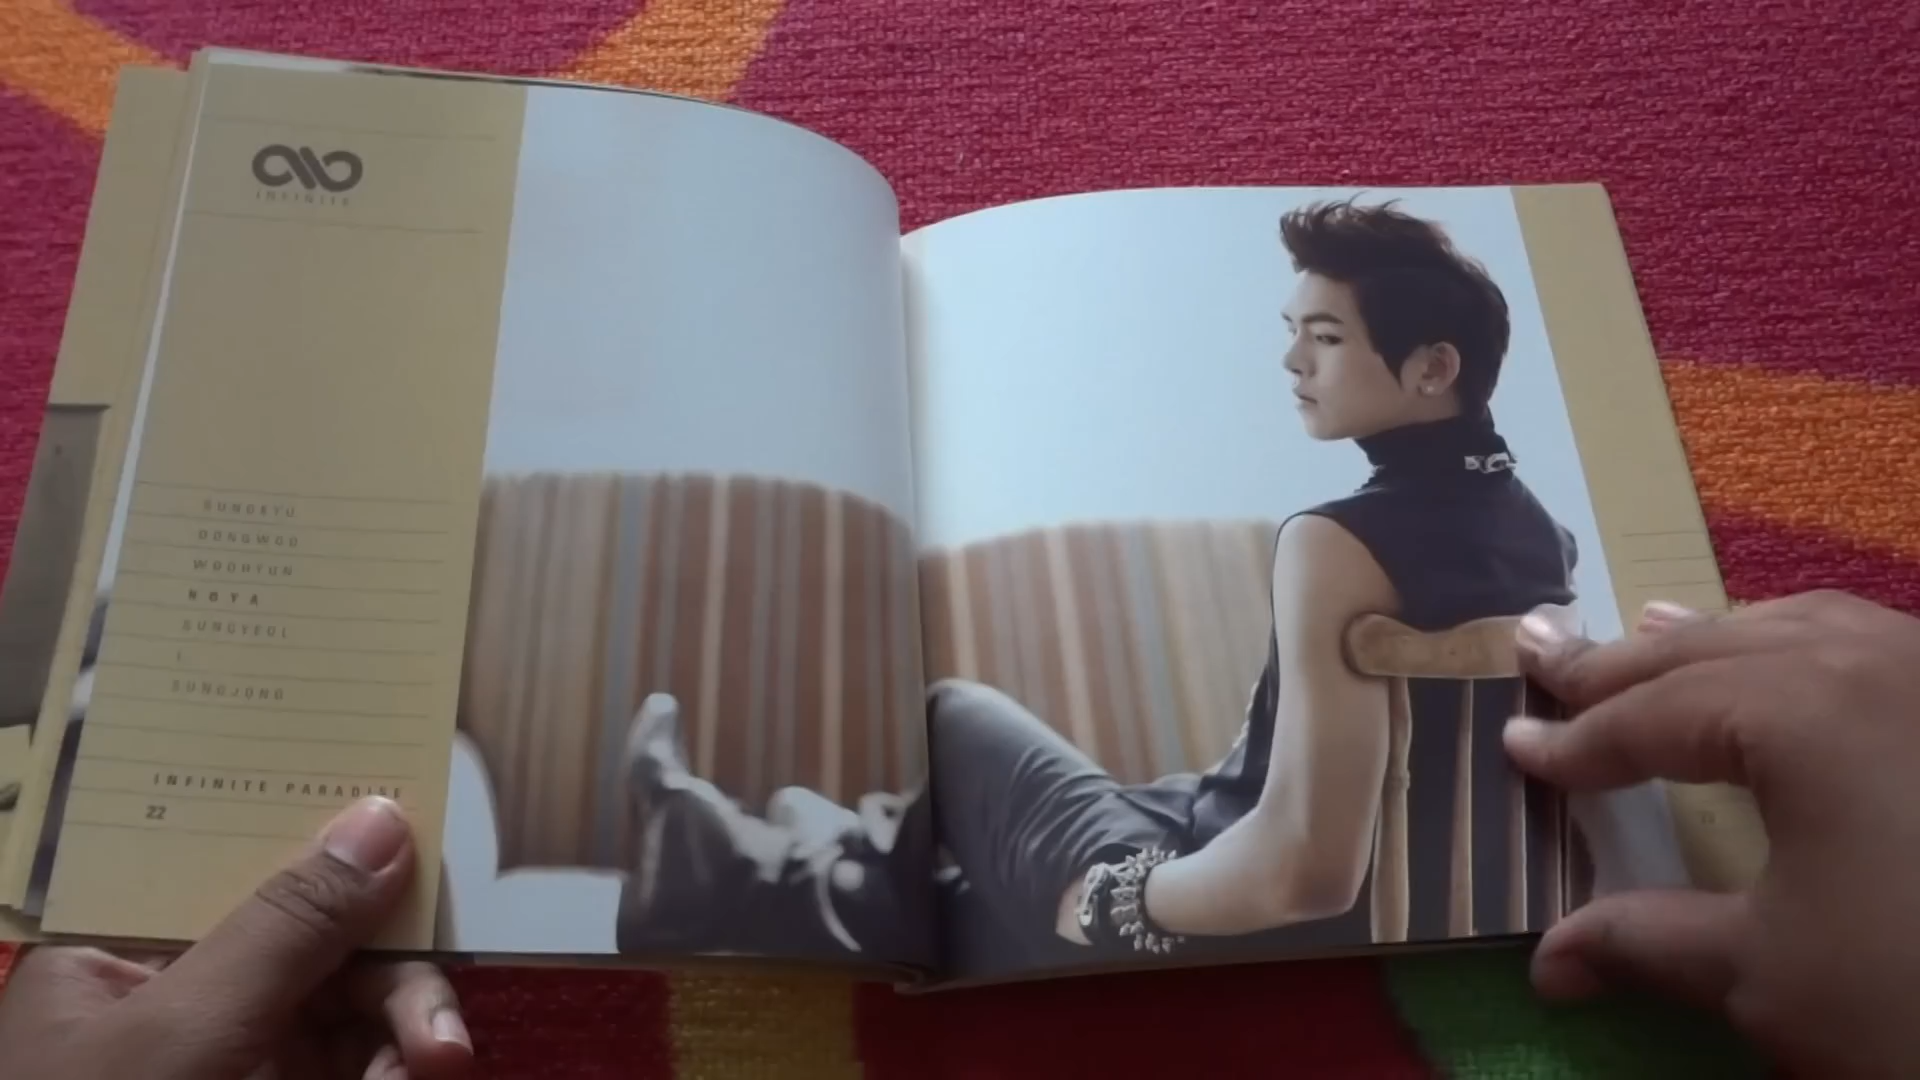 INFINITE
SUNGKYU
DONGWOO
WOOHYUN
HOYA
SUNGYEOL
L
SUNGJONG
INFINITE PARADISE
22